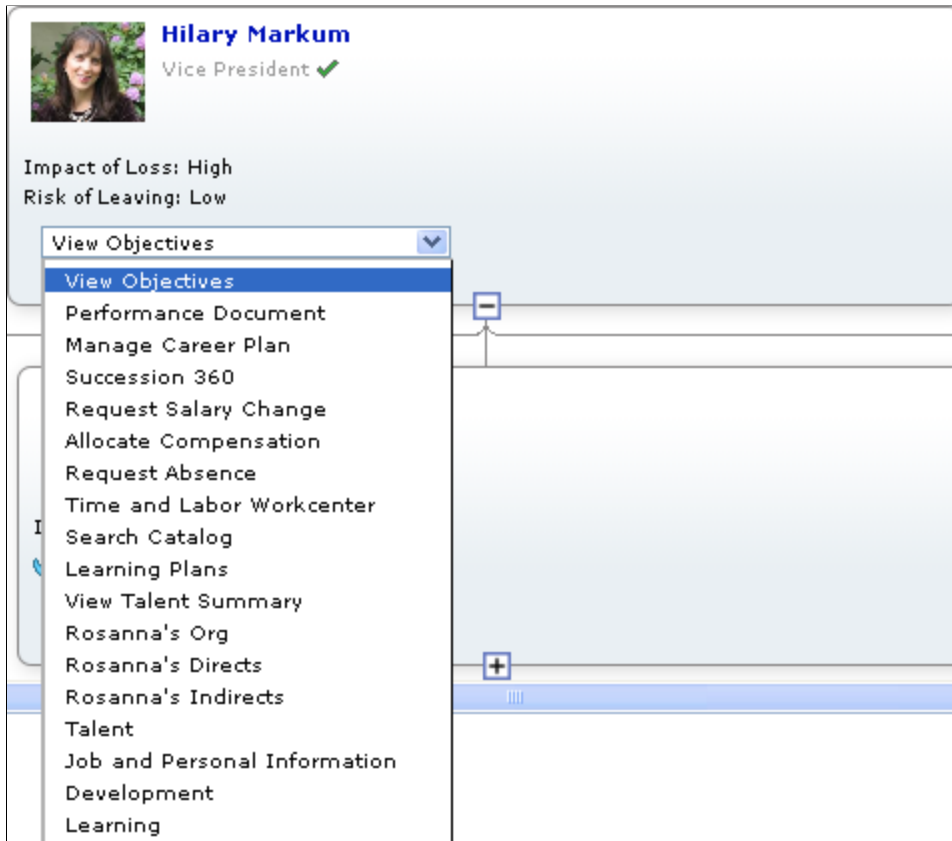 Hilary Markum
Vice President
Impact of Loss: High
Risk of Leaving: Low
View Objectives
View Objectives
Performance Document
Manage Career Plan
Succession 360
Request Salary Change
Allocate Compensation
Request Absence
Time and Labor Workcenter
Search Catalog
Learning Plans
View Talent Summary
Rosanna's Org
Rosanna's Directs
Rosanna's Indirects
Talent
Job and Personal Information
Development
Learning